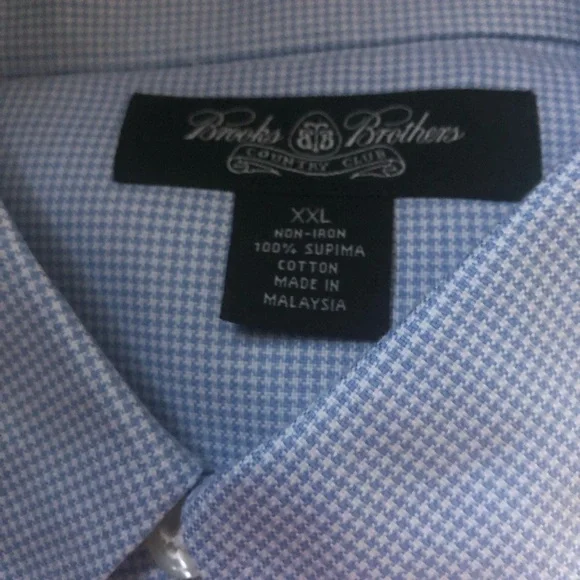 Brooks Brothers
COUNTRY CLUB
XXL
NON-IRON
100% SUPIMA
COTTON
MADE IN
MALAYSIA